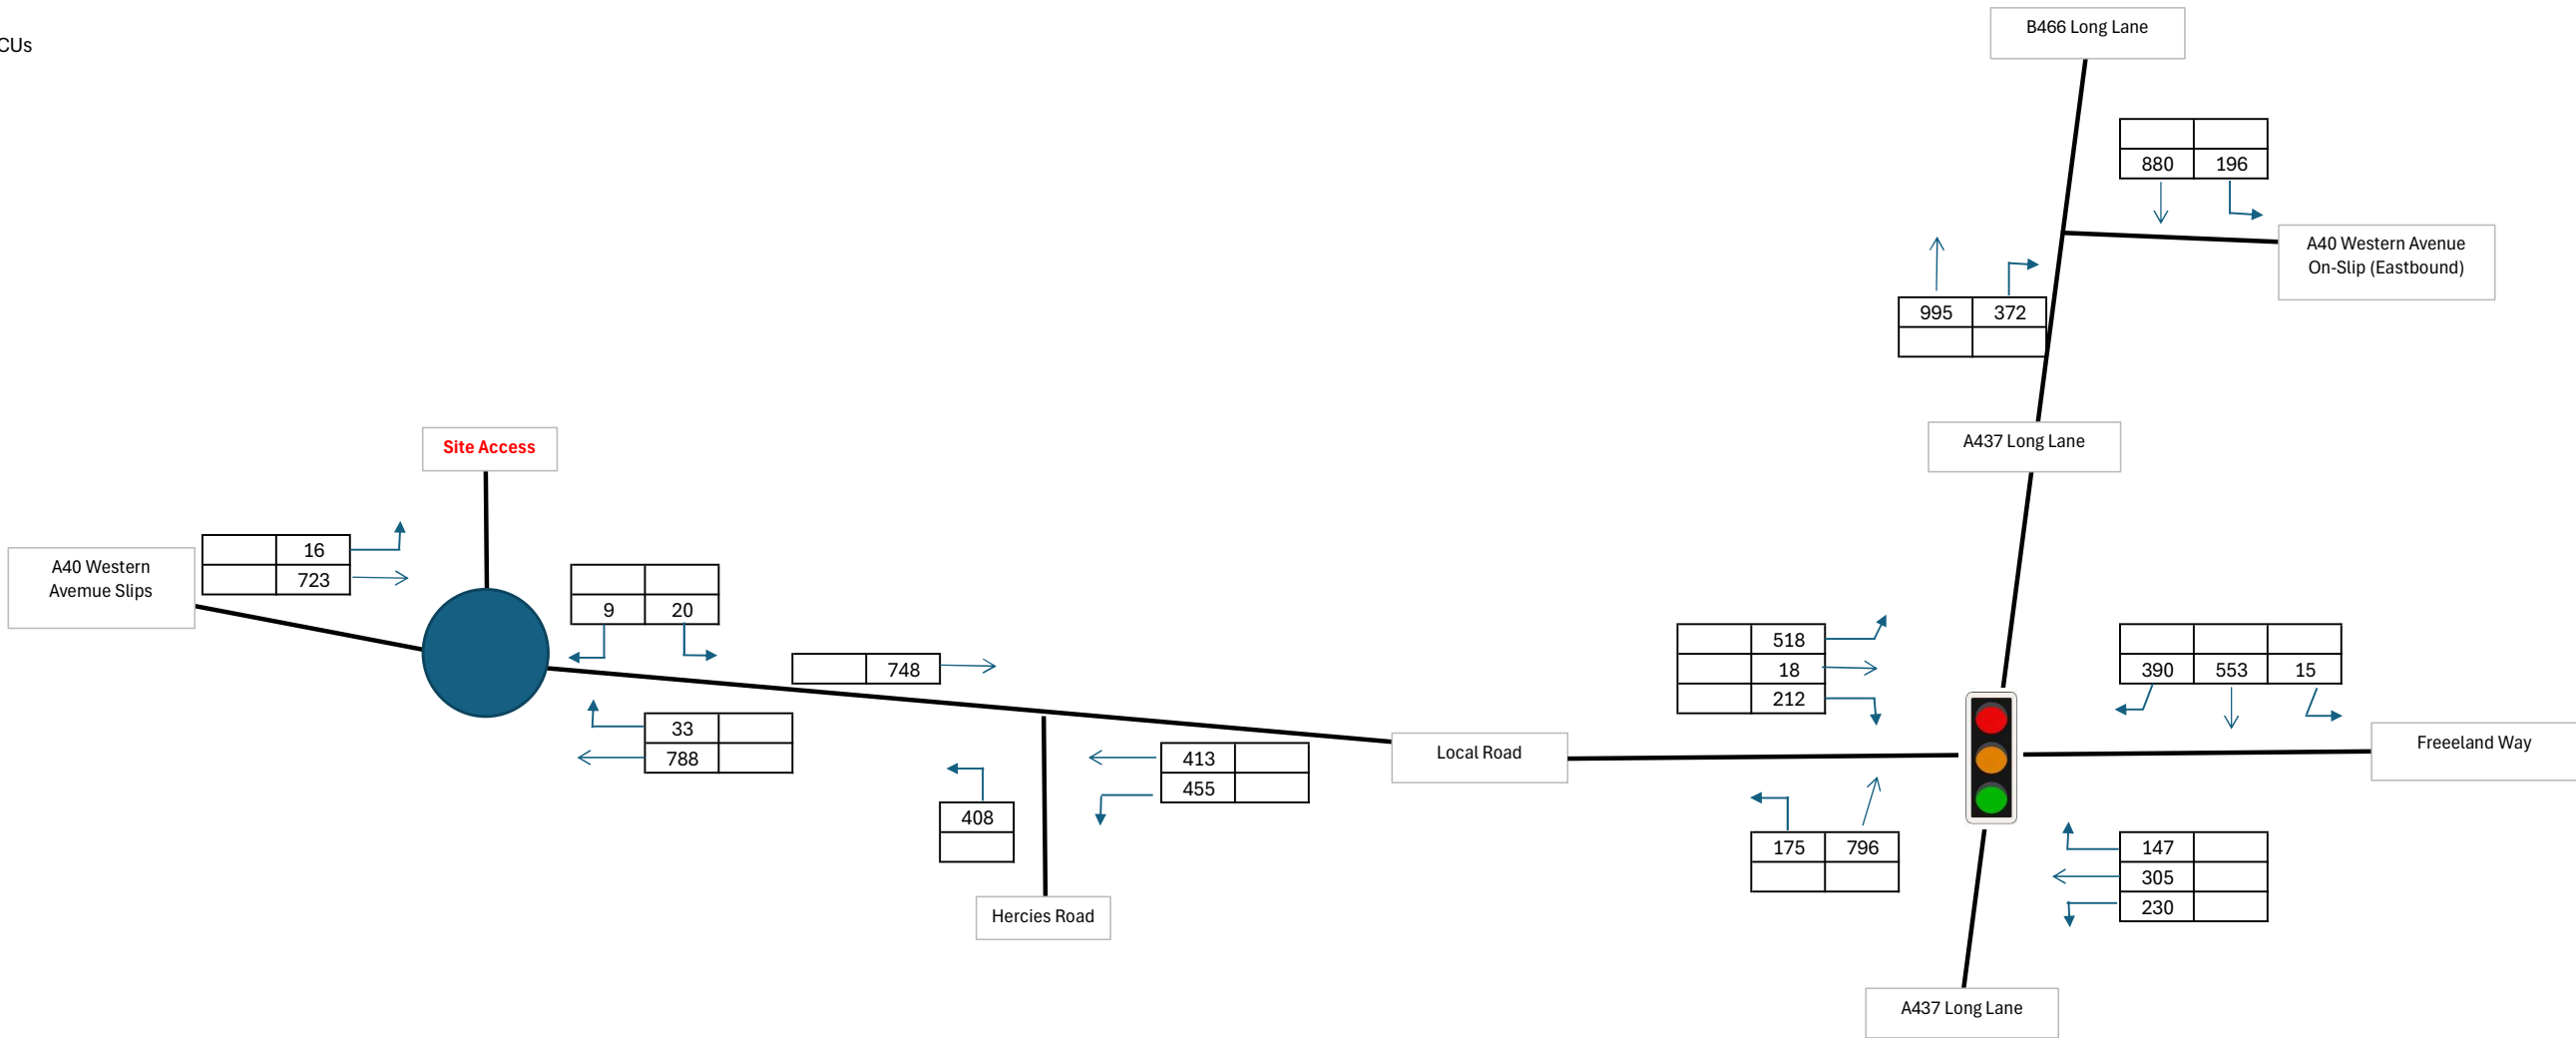 B466 Long Lane
CUs
880 196
A40 Western Avenue
On-Slip (Eastbound)
995 372
A437 Long Lane
Site Access
16
723
A40 Western
Avemue Slips
9 20
748
33
788
413
455
408
Hercies Road
Local Road
518
18
212
390 553 15
Freeeland Way
175 796
147
305
230
A437 Long Lane